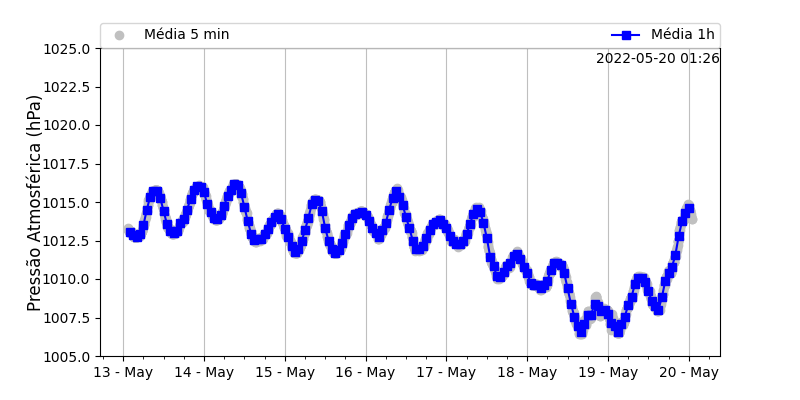 Média 5 min
Média 1h
2022-05-20 01:26
Pressão Atmosférica (hPa)
1025.0
1022.5
1020.0
1017.5
1015.0
1012.5
1010.0
1007.5
1005.0
13 - May
14 - May
15 - May
16 - May
17 - May
18 - May
19 - May
20 - May